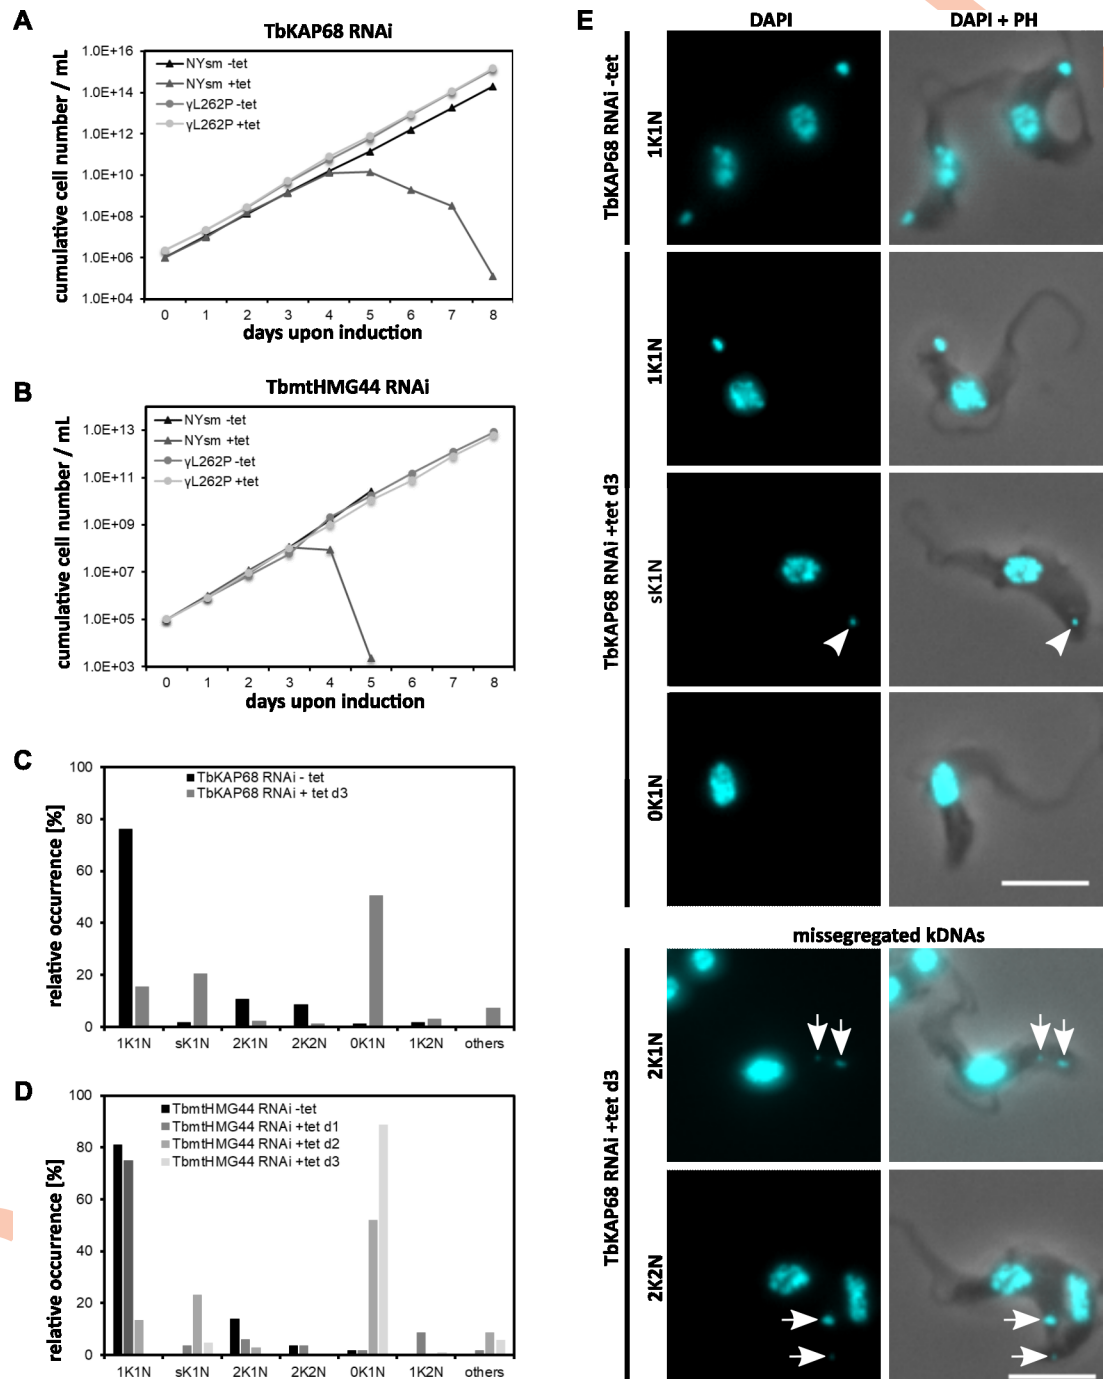 A
TbKAP68 RNAi
cumulative cell number / mL
1.0E+16
1.0E+14
1.0E+12
1.0E+10
1.0E+08
1.0E+06
1.0E+04
NYsm -tet
NYsm +tet
γL262P -tet
γL262P +tet
0 1 2 3 4 5 6 7 8
days upon induction
B
TbmtHMG44 RNAi
cumulative cell number / mL
1.0E+13
1.0E+11
1.0E+09
1.0E+07
1.0E+05
1.0E+03
NYsm -tet
NYsm +tet
γL262P -tet
γL262P +tet
0 1 2 3 4 5 6 7 8
days upon induction
C
relative occurrence [%]
100
80
60
40
20
0
TbKAP68 RNAi - tet
TbKAP68 RNAi + tet d3
1K1N sK1N 2K1N 2K2N 0K1N 1K2N others
D
relative occurrence [%]
100
80
60
40
20
0
TbmtHMG44 RNAi -tet
TbmtHMG44 RNAi +tet d1
TbmtHMG44 RNAi +tet d2
TbmtHMG44 RNAi +tet d3
1K1N sK1N 2K1N 2K2N 0K1N 1K2N others
E
DAPI DAPI + PH
TbKAP68 RNAi -tet
1K1N
TbKAP68 RNAi +tet d3
1K1N
sK1N
0K1N
missegregated kDNAs
TbKAP68 RNAi +tet d3
2K1N
2K2N